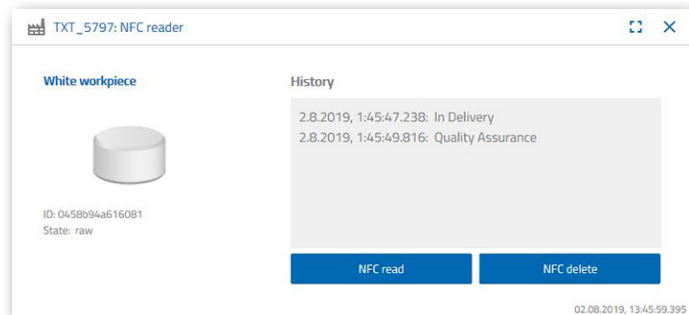 TXT_5797: NFC reader
White workpiece
ID: 0458b94a616081
State: raw
History
2.8.2019, 1:45:47.238: In Delivery
2.8.2019, 1:45:49.816: Quality Assurance
NFC read
NFC delete
02.08.2019, 13:45:59.395